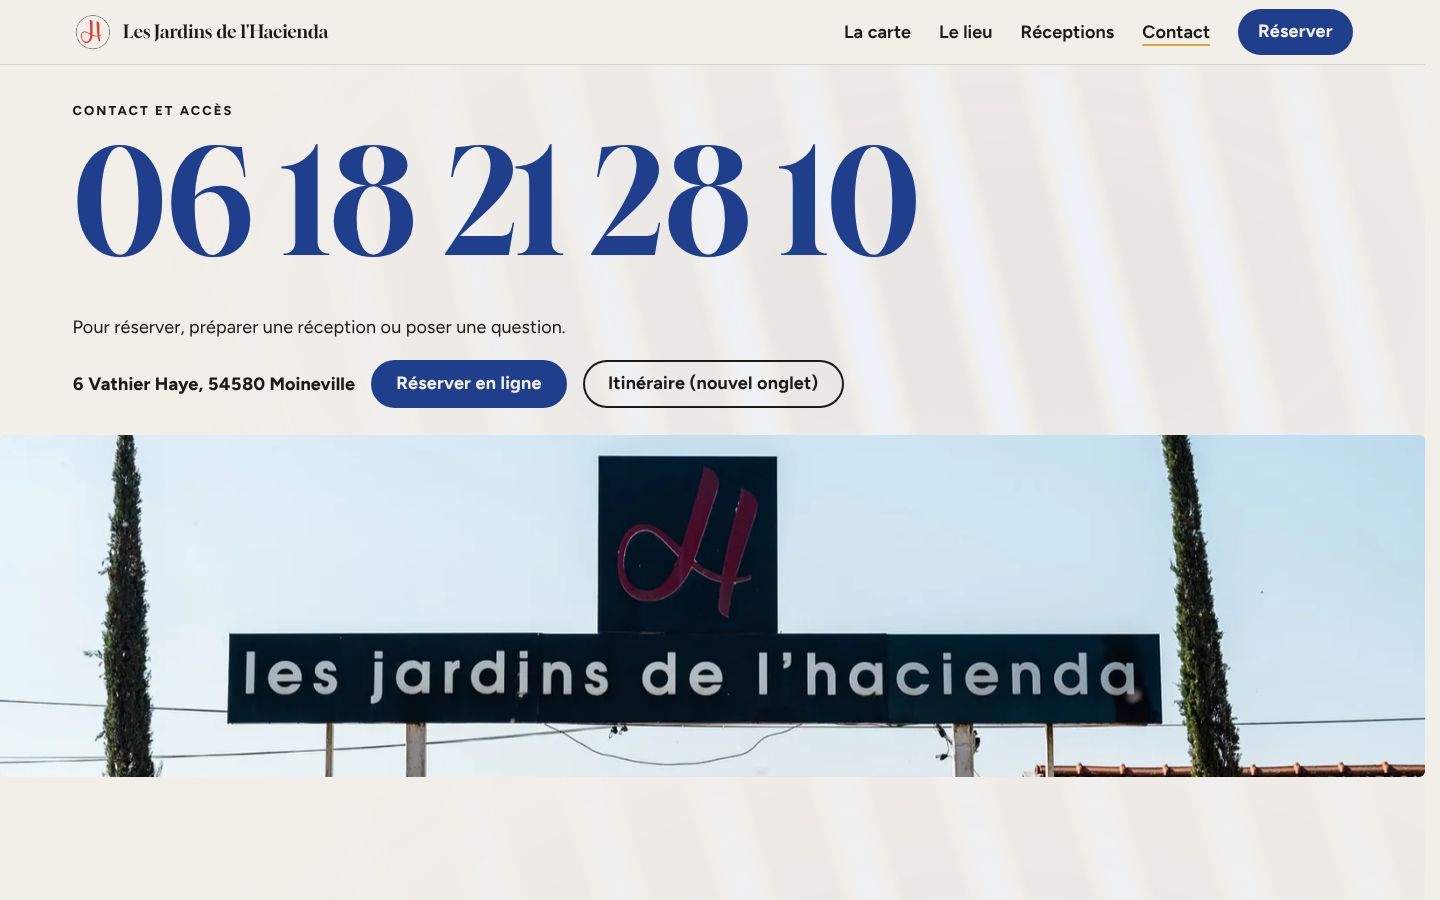 Les Jardins de l'Hacienda
La carte
Le lieu
Réceptions
Contact
Réserver
CONTACT ET ACCÈS
06 18 21 28 10
Pour réserver, préparer une réception ou poser une question.
6 Vathier Haye, 54580 Moineville
Réserver en ligne
Itinéraire (nouvel onglet)
H
les jardins de l'hacienda